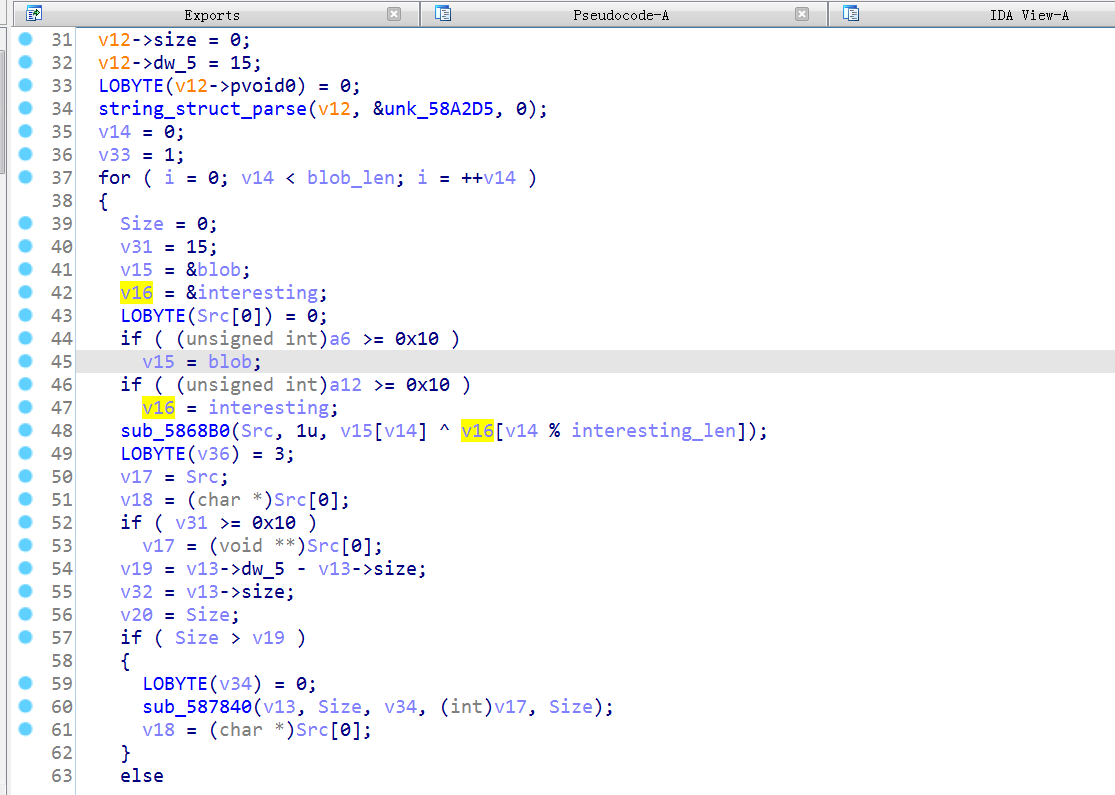 Exports Pseudocode-A IDA View-A
31 v12->size = 0;
32 v12->dw_5 = 15;
33 LOBYTE(v12->pvoid0) = 0;
34 string_struct_parse(v12, &unk_58A2D5, 0);
35 v14 = 0;
36 v33 = 1;
37 for ( i = 0; v14 < blob_len; i = ++v14 )
38 {
39 Size = 0;
40 v31 = 15;
41 v15 = &blob;
42 v16 = &interesting;
43 LOBYTE(Src[0]) = 0;
44 if ( (unsigned int)a6 >= 0x10 )
45 v15 = blob;
46 if ( (unsigned int)a12 >= 0x10 )
47 v16 = interesting;
48 sub_5868B0(Src, 1u, v15[v14] ^ v16[v14 % interesting_len]);
49 LOBYTE(v36) = 3;
50 v17 = Src;
51 v18 = (char *)Src[0];
52 if ( v31 >= 0x10 )
53 v17 = (void **)Src[0];
54 v19 = v13->dw_5 - v13->size;
55 v32 = v13->size;
56 v20 = Size;
57 if ( Size > v19 )
58 {
59 LOBYTE(v34) = 0;
60 sub_587840(v13, Size, v34, (int)v17, Size);
61 v18 = (char *)Src[0];
62 }
63 else